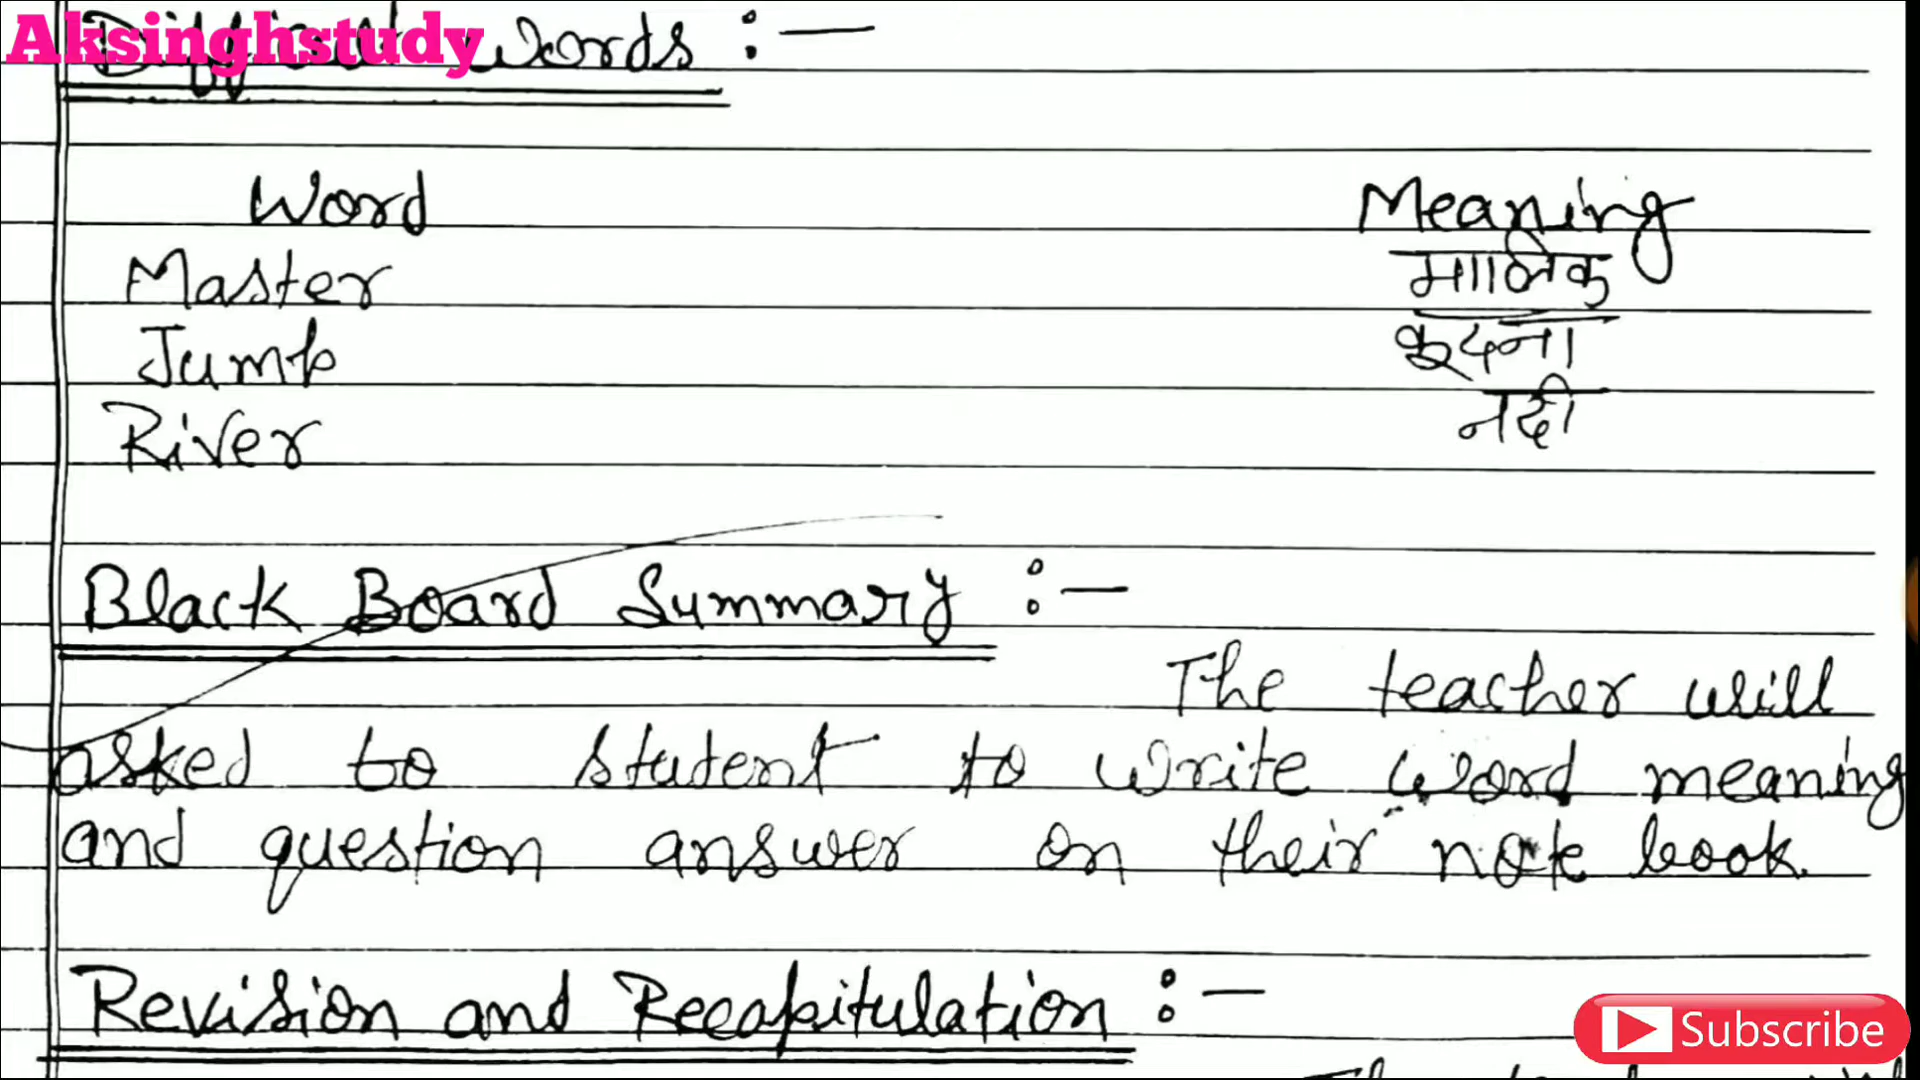 Aksinghstudy
Difficult Words :-
Word Meaning
Master मालिक
Jump कूदना
River नदी
Black Board Summary :-
The teacher will
asked to student to write word meaning
and question answer on their note book.
Revision and Recapitulation :-
Subscribe